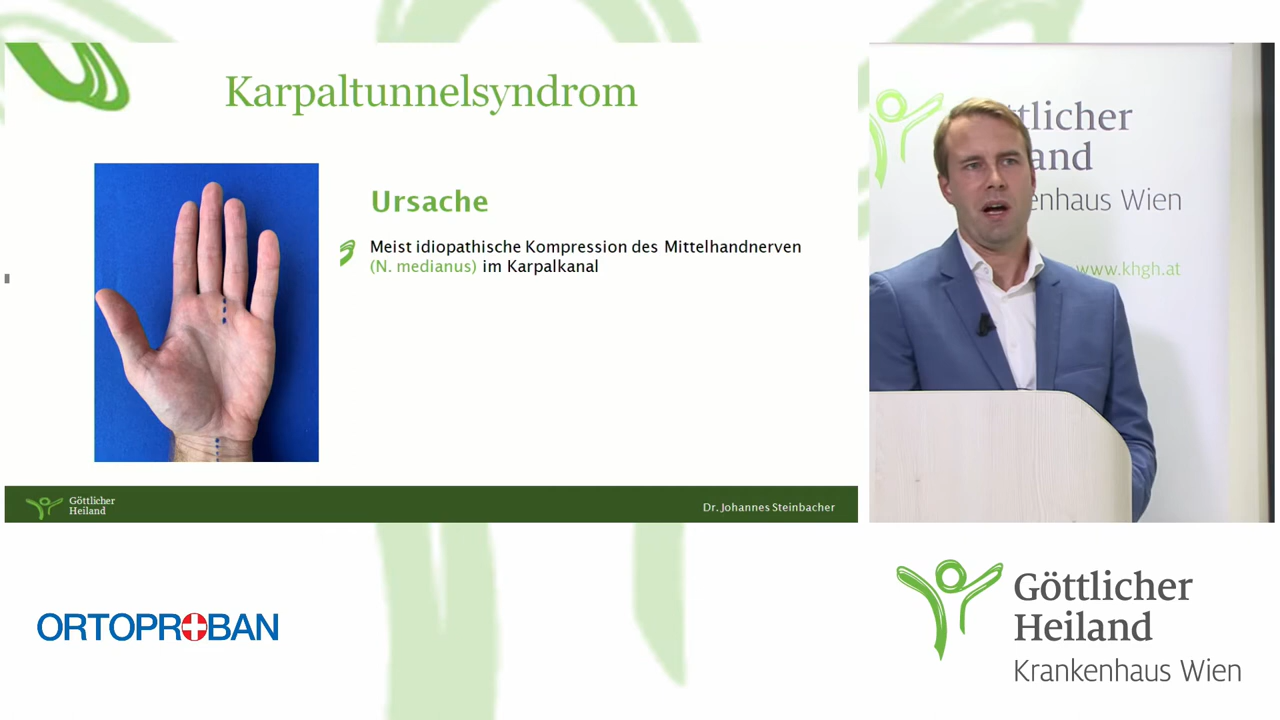 Karpaltunnelsyndrom
Ursache
Meist idiopathische Kompression des Mittelhandnerven
(N. medianus) im Karpalkanal
Göttlicher
Heiland
Dr. Johannes Steinbacher
ttlicher
and
enhaus Wien
www.khgh.at
ORTOPROBAN
Göttlicher
Heiland
Krankenhaus Wien